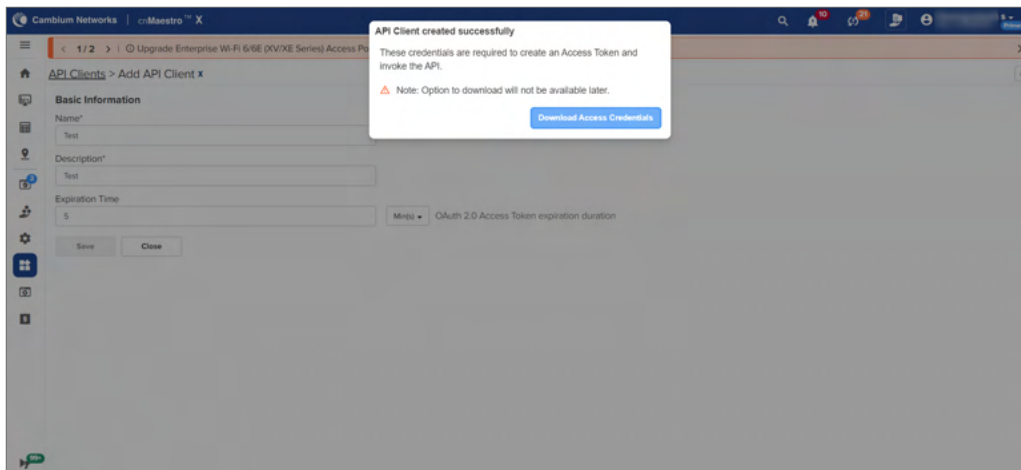 Cambium Networks | cnMaestro™ X
10
21
1/2 | Upgrade Enterprise Wi-Fi 6/6E (XV/XE Series) Access Po
API Client created successfully
These credentials are required to create an Access Token and
invoke the API.
Note: Option to download will not be available later.
Download Access Credentials
API Clients > Add API Client X
Basic Information
Name*
Test
Description*
Test
Expiration Time
5
Min(s)
OAuth 2.0 Access Token expiration duration
Save
Close
99+